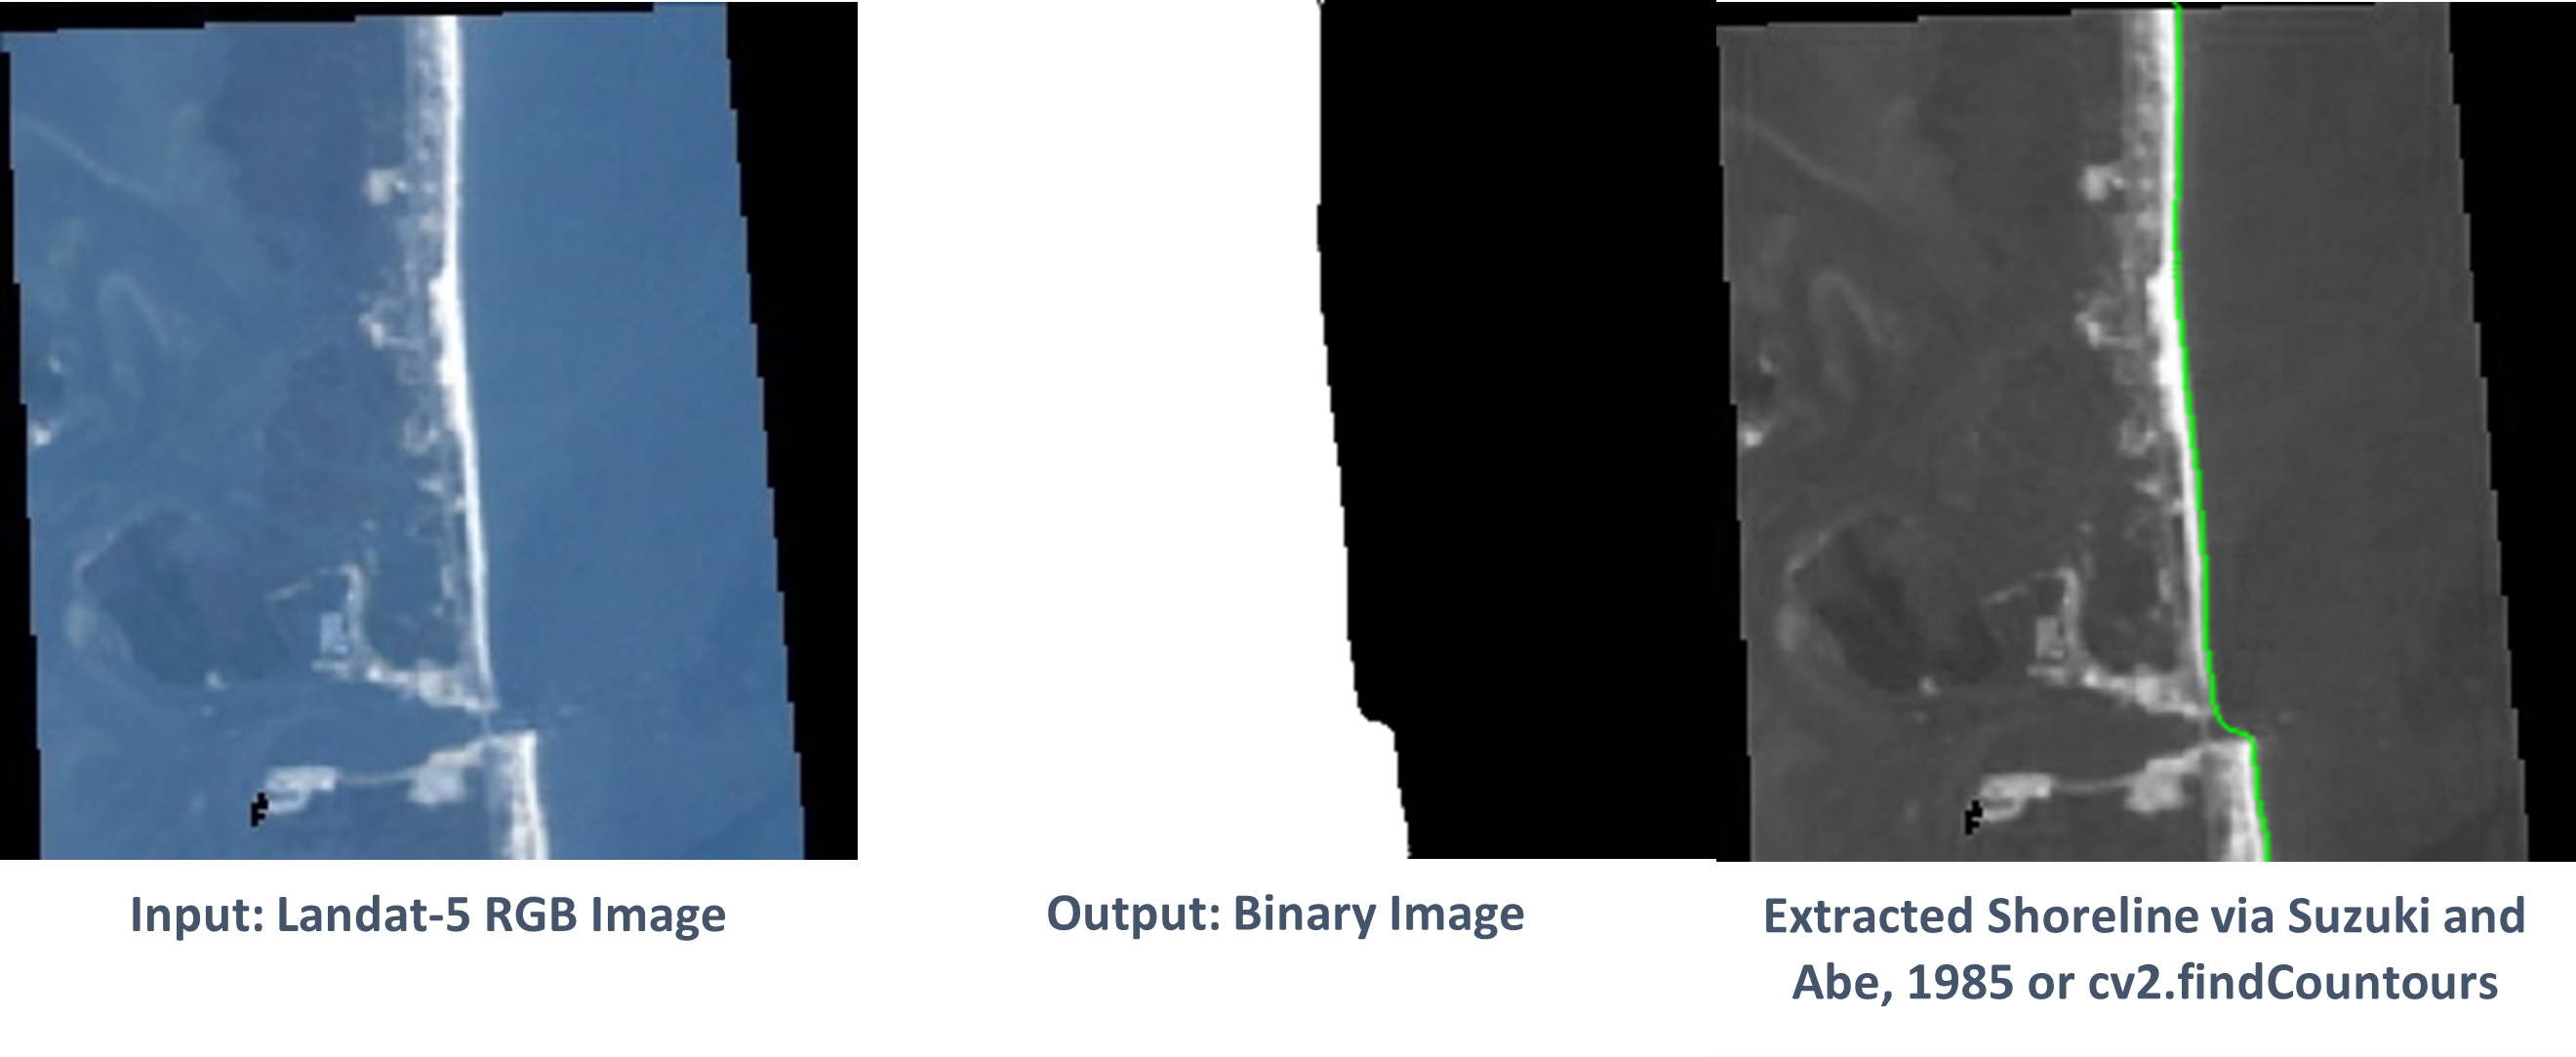 Input: Landat-5 RGB Image
Output: Binary Image
Extracted Shoreline via Suzuki and
Abe, 1985 or cv2.findCountours